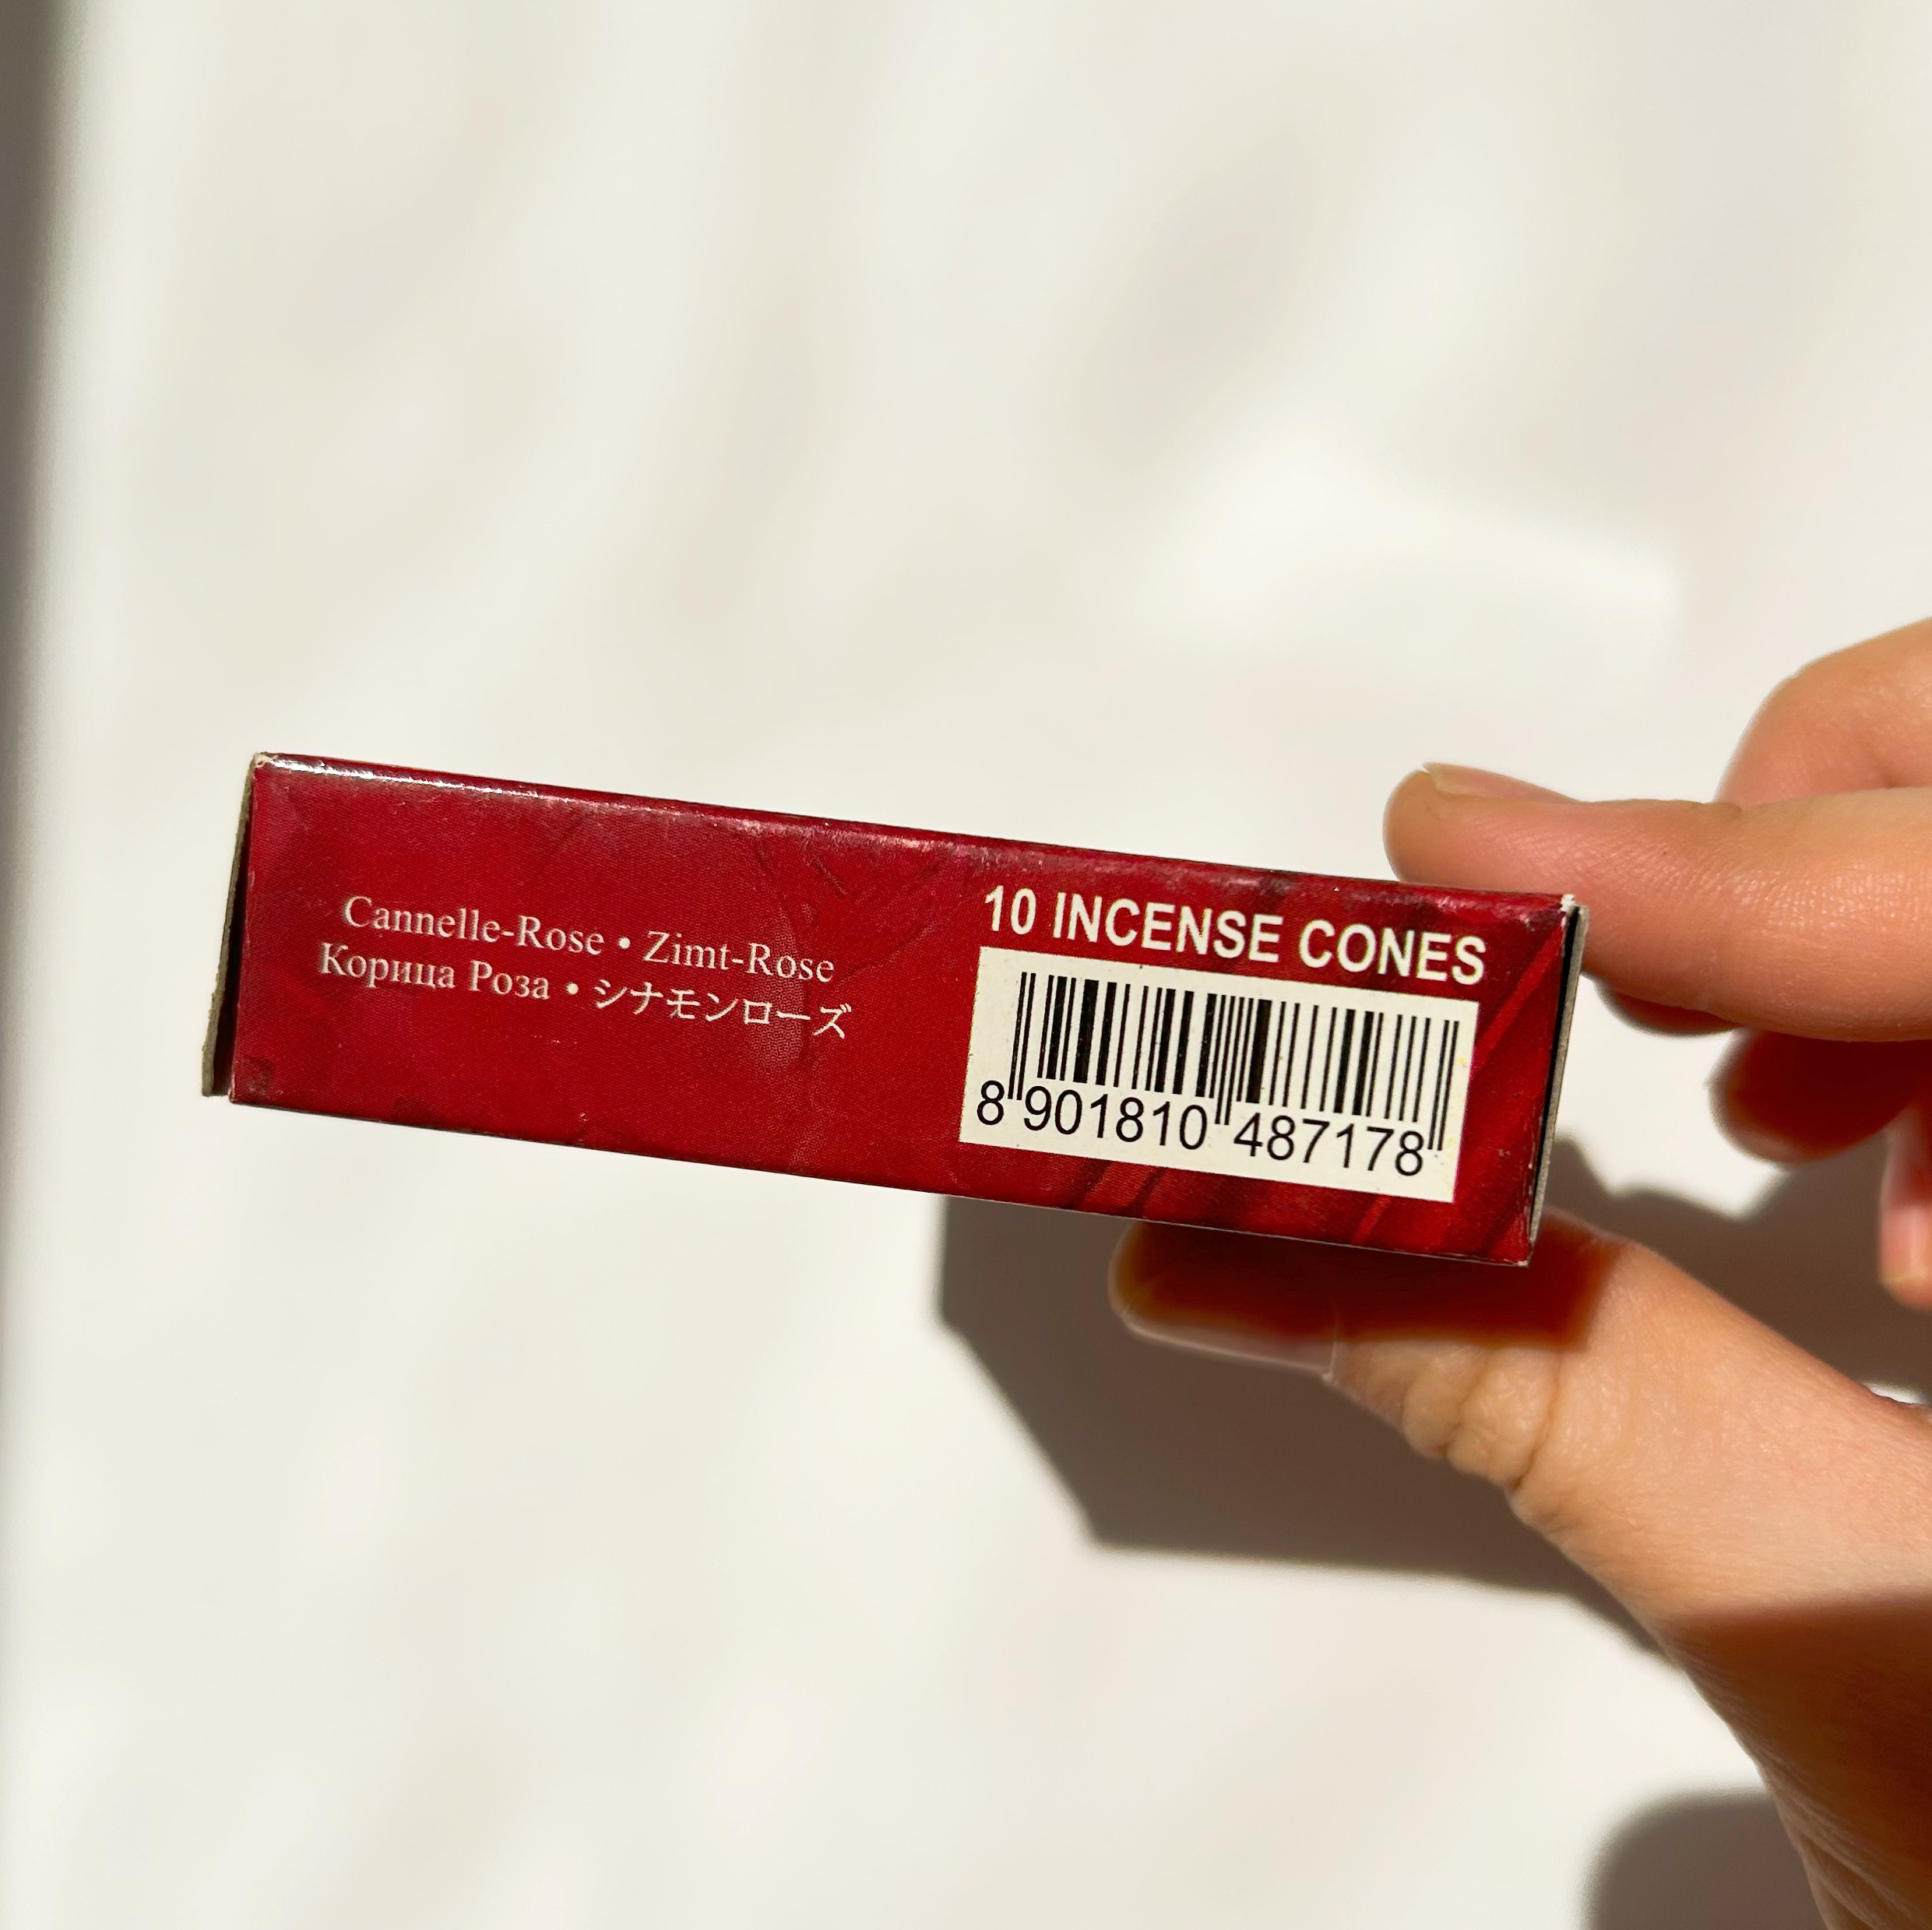 Cannelle-Rose • Zimt-Rose
Корица Роза • シナモンローズ
10 INCENSE CONES
8 901810 487178